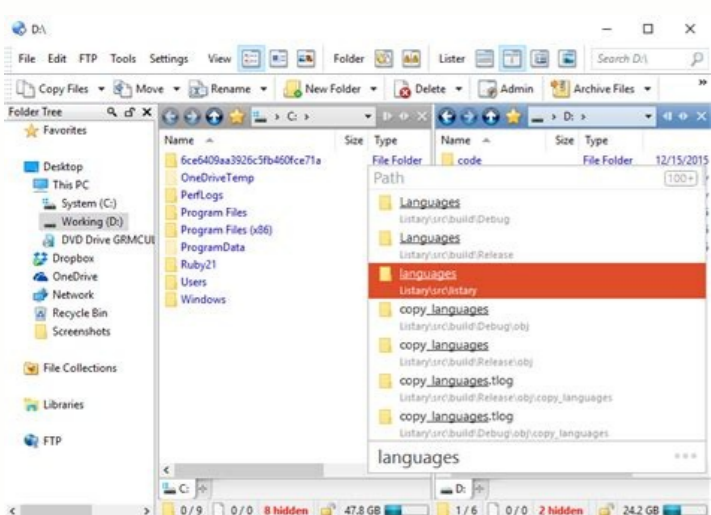 D:\
File Edit FTP Tools Settings View Folder Lister Search D:\
Copy Files Move Rename New Folder Delete Admin Archive Files »
Folder Tree
Favorites
Desktop
This PC
System (C:)
Working (D:)
DVD Drive GRMCUL
Dropbox
OneDrive
Network
Recycle Bin
Screenshots
File Collections
Libraries
FTP
C:
Name Size Type
6ce6409aa3926c5fb460fce71a File Folder
OneDriveTemp
PerfLogs
Program Files
Program Files (x86)
ProgramData
Ruby21
Users
Windows
D:
Name Size Type
code File Folder 12/15/2015
Path 100+
Languages
Listary\src\build\Debug
Languages
Listary\src\build\Release
languages
Listary\src\listary
copy_languages
Listary\src\build\Debug\obj
copy_languages
Listary\src\build\Release\obj
copy_languages.tlog
Listary\src\build\Release\obj\copy_languages
copy_languages.tlog
Listary\src\build\Debug\obj\copy_languages
languages
C: D:
0/9 0/0 8 hidden 47.8 GB 1/6 0/0 2 hidden 24.2 GB